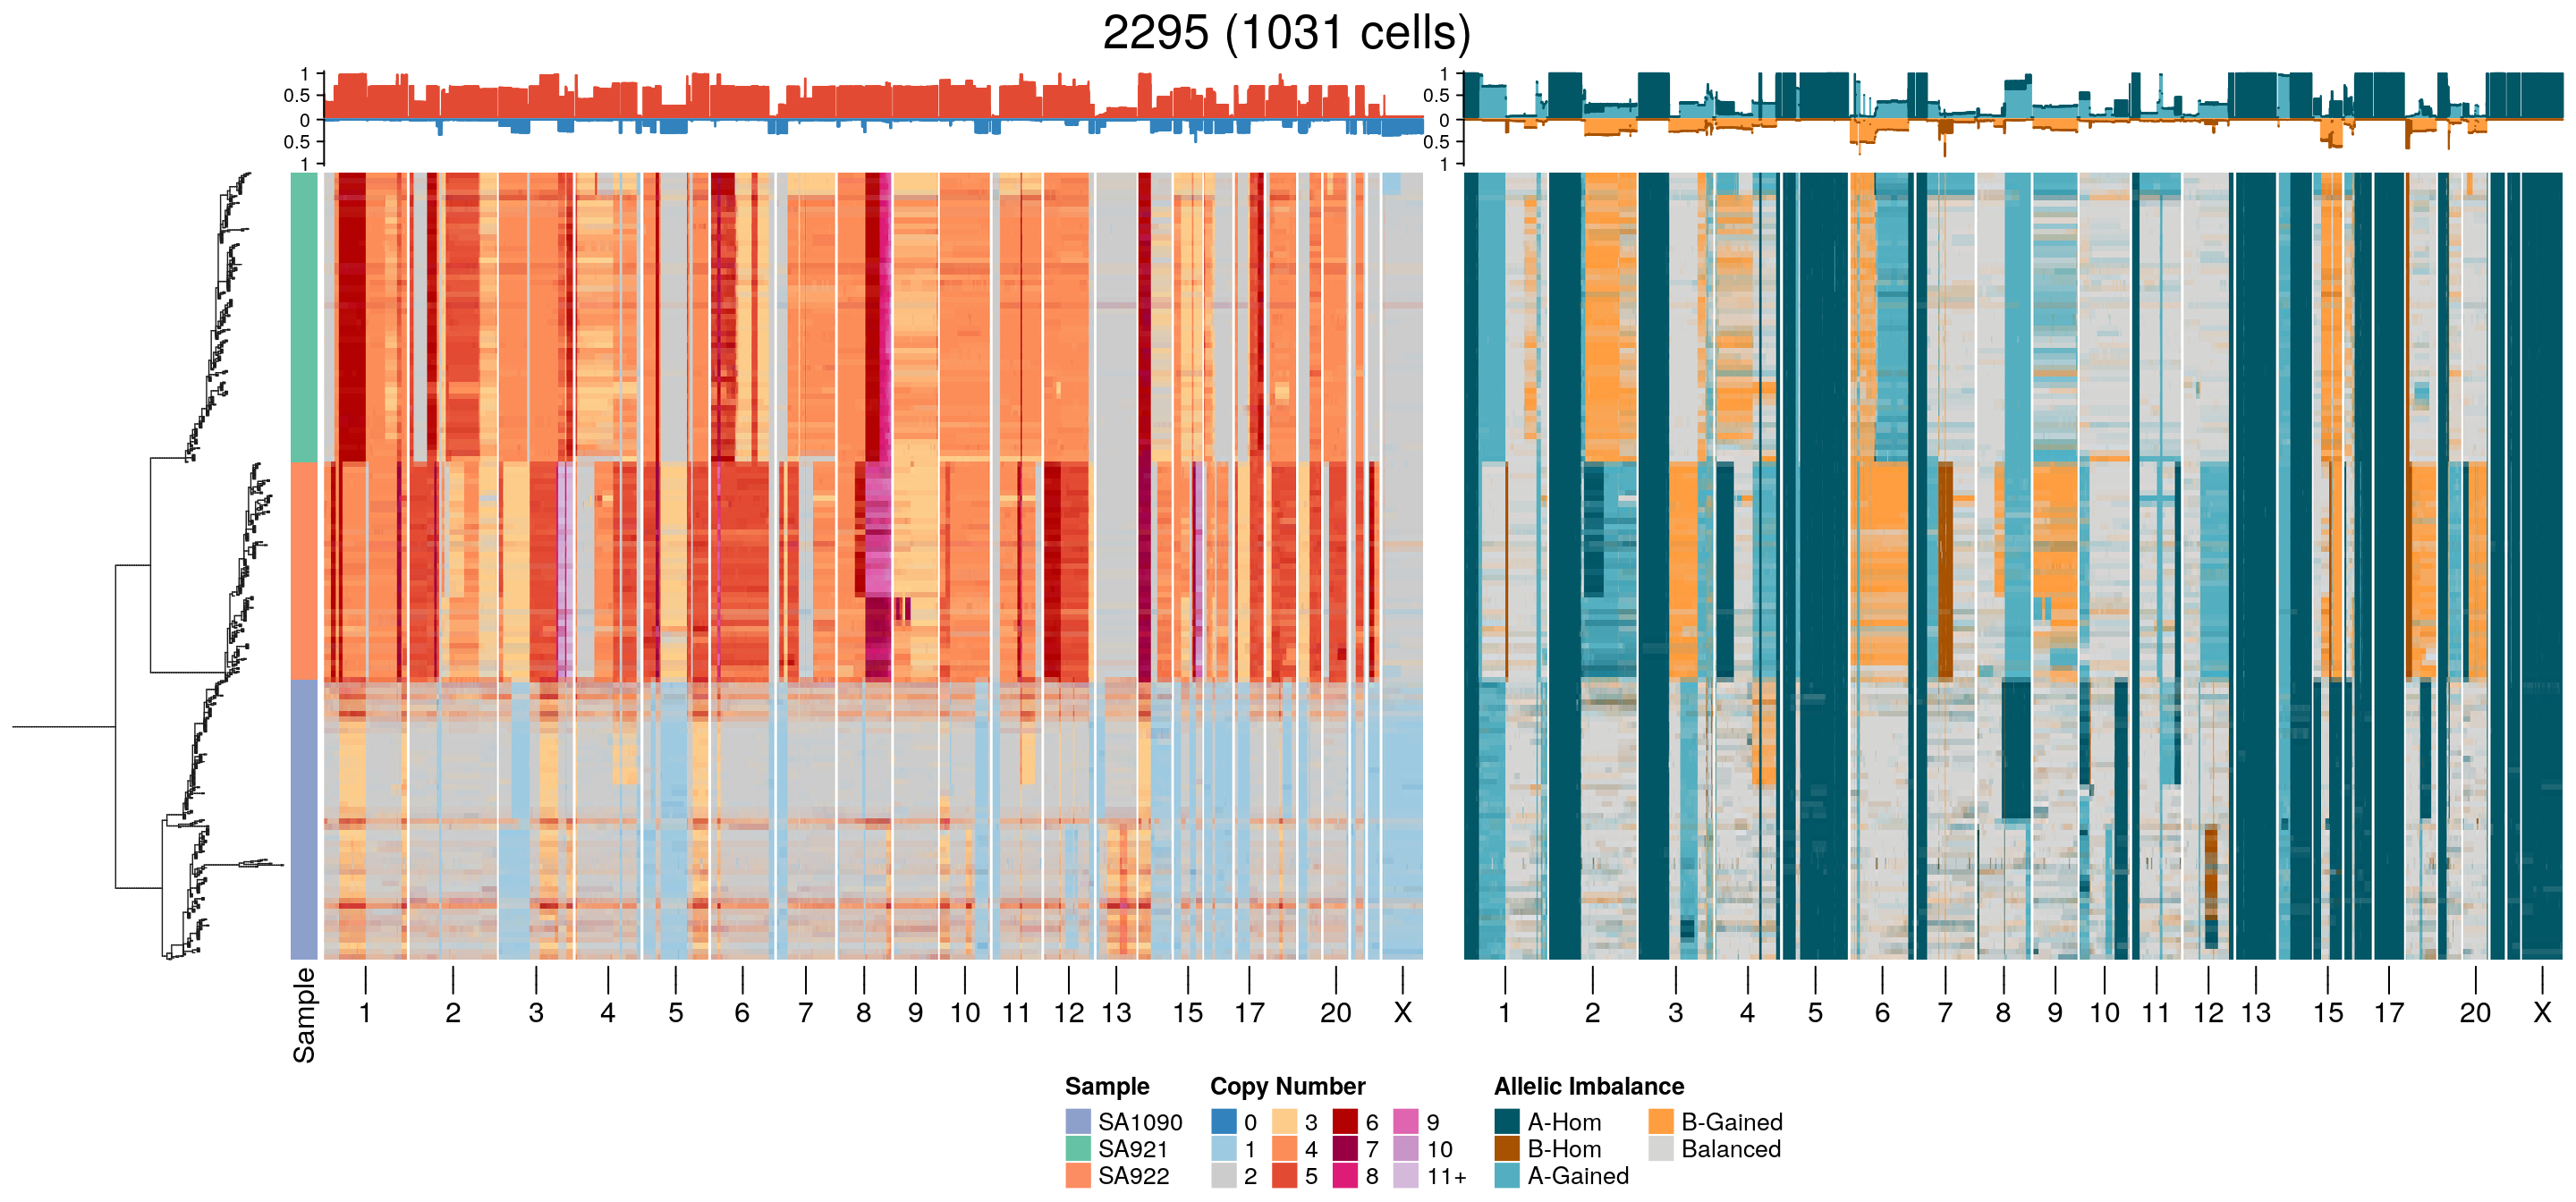 2295 (1031 cells)
1
0.5
0
0.5
1
1
0.5
0
0.5
1
Sample
1 2 3 4 5 6 7 8 9 10 11 12 13 15 17 20 X
1 2 3 4 5 6 7 8 9 10 11 12 13 15 17 20 X
Sample
SA1090
SA921
SA922
Copy Number
0 3 6 9
1 4 7 10
2 5 8 11+
Allelic Imbalance
A-Hom B-Gained
B-Hom Balanced
A-Gained